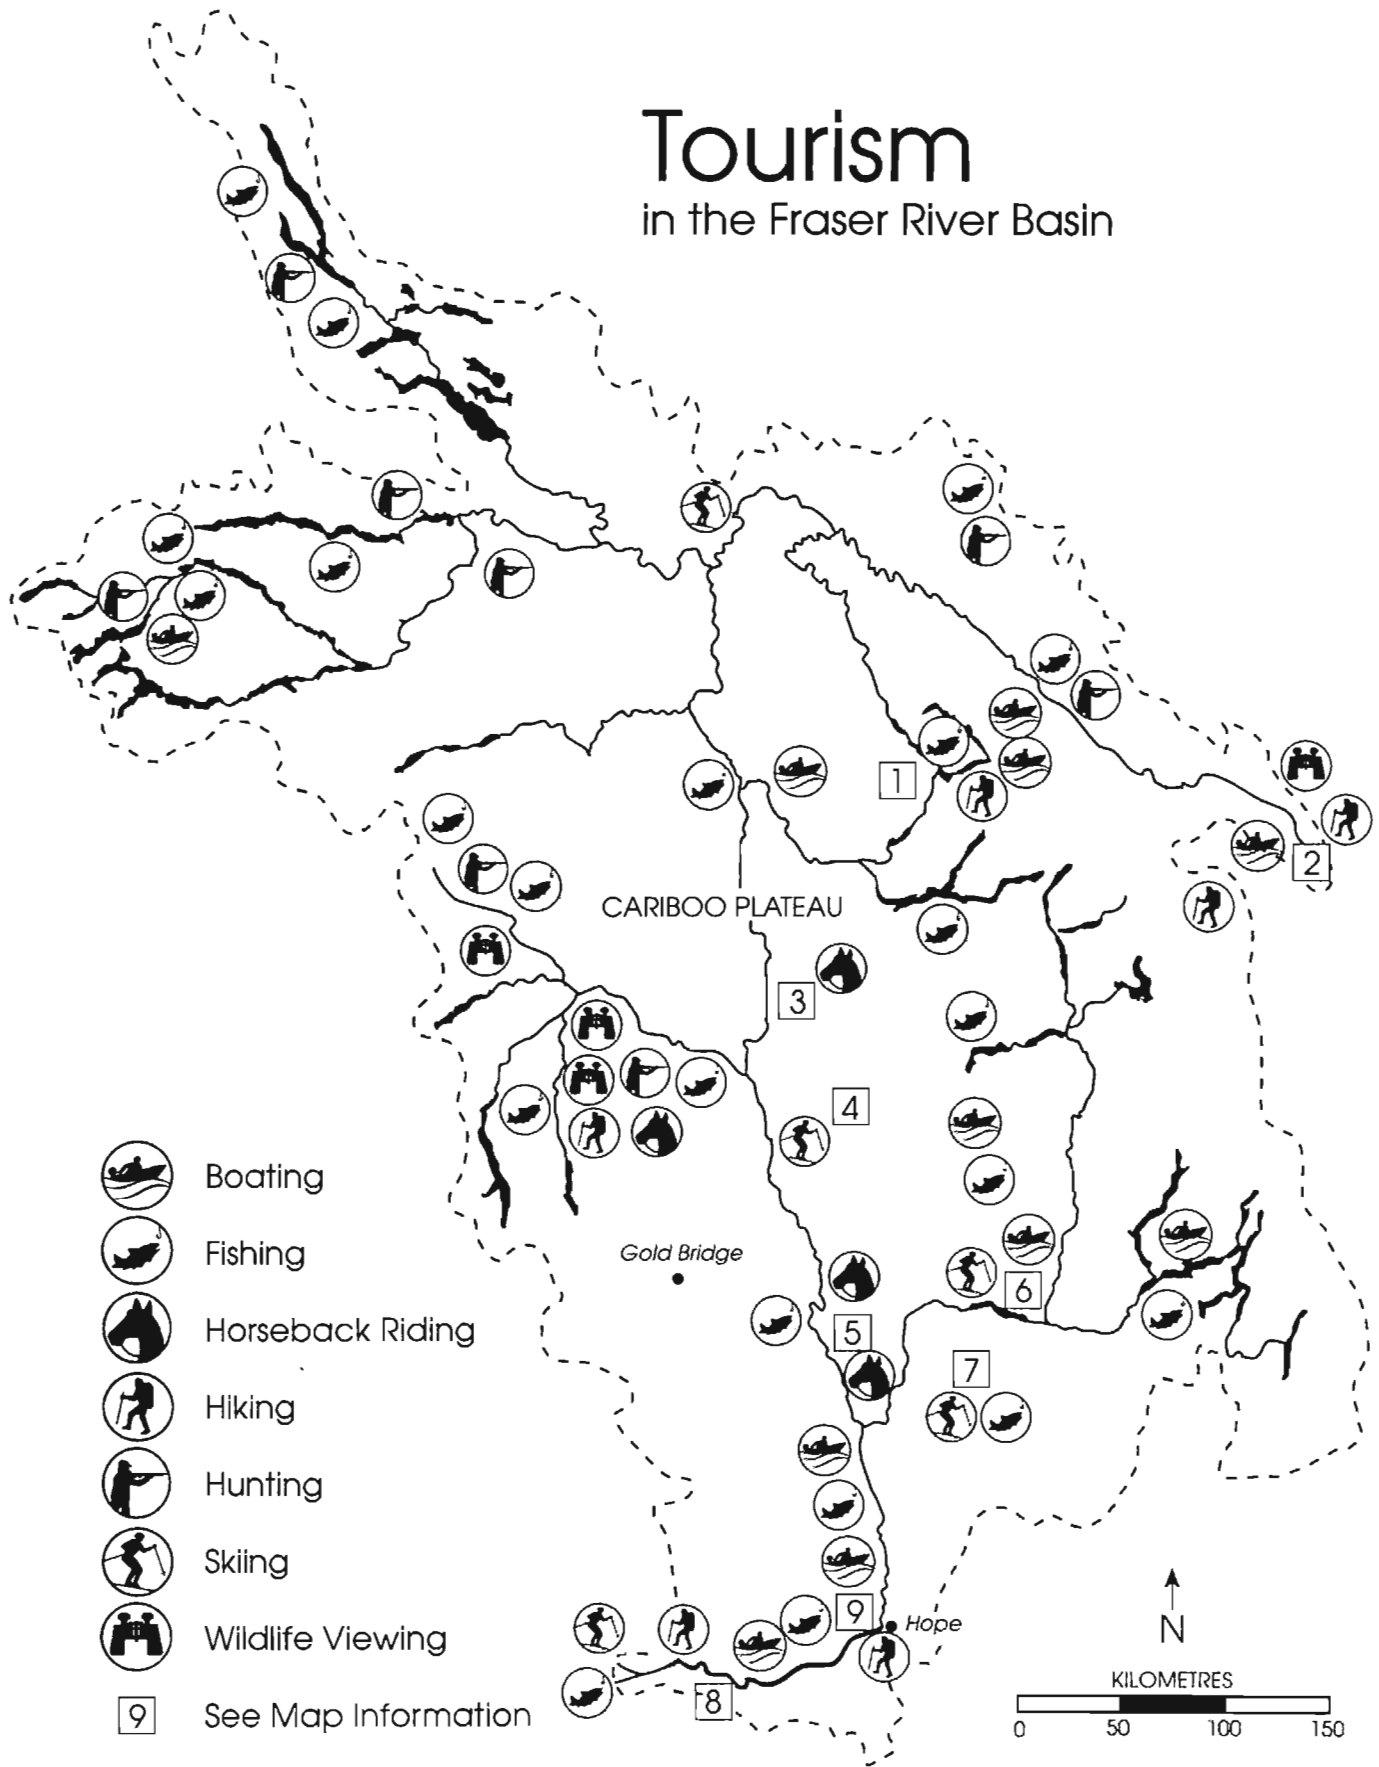 Tourism
in the Fraser River Basin
1
2
CARIBOO PLATEAU
3
4
Boating
Fishing
Gold Bridge
6
Horseback Riding
5
7
Hiking
Hunting
Skiing
9
Hope
N
Wildlife Viewing
KILOMETRES
8
9 See Map Information
0 50 100 150